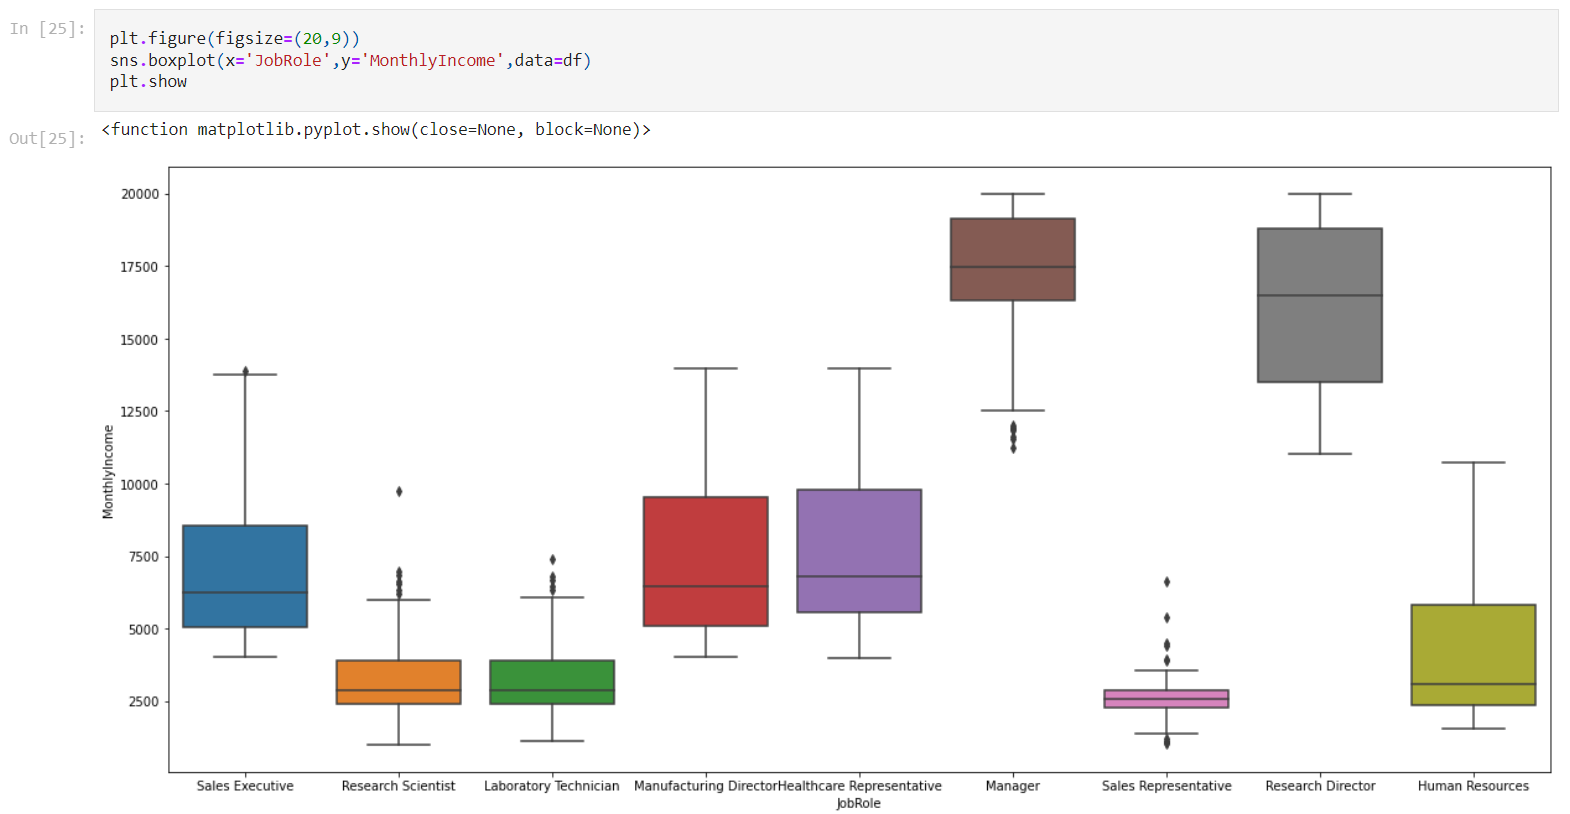 In [25]:
plt.figure(figsize=(20,9))
sns.boxplot(x='JobRole',y='MonthlyIncome',data=df)
plt.show
Out[25]:
<function matplotlib.pyplot.show(close=None, block=None)>
20000
17500
15000
12500
10000
7500
5000
2500
MonthlyIncome
Sales Executive Research Scientist Laboratory Technician Manufacturing Director Healthcare Representative Manager Sales Representative Research Director Human Resources
JobRole